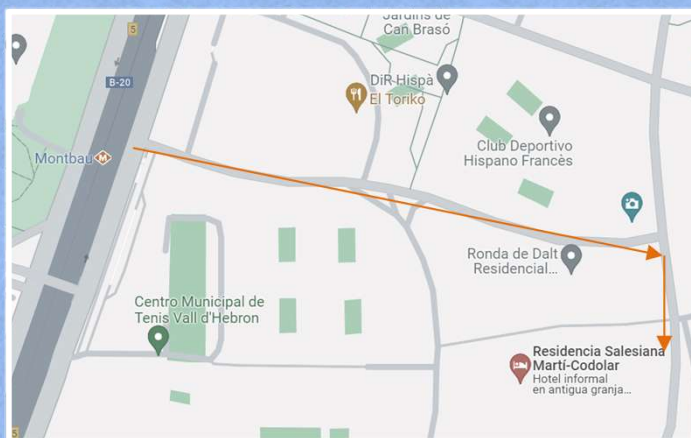 Jardins de
Can Brasó
5
B-20
DiR Hispà
El Toriko
Montbau M
Club Deportivo
Hispano Francès
Ronda de Dalt
Residencial...
Centro Municipal de
Tenis Vall d'Hebron
Residencia Salesiana
Martí-Codolar
Hotel informal
en antigua granja...
5